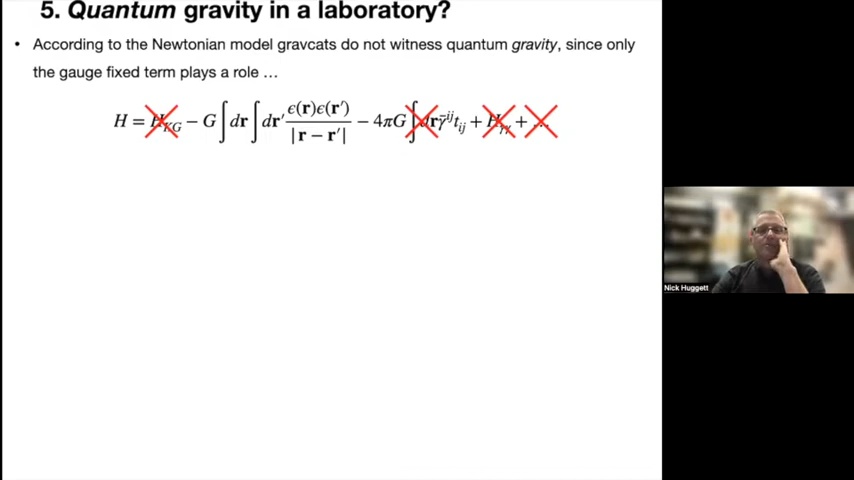 5. Quantum gravity in a laboratory?
• According to the Newtonian model gravcats do not witness quantum gravity, since only
the gauge fixed term plays a role …
H = H_KG − G∫dr∫dr′ ϵ(r)ϵ(r′)/|r − r′| − 4πG∫dr γ̄^ij t_ij + H_γγ + …
Nick Huggett